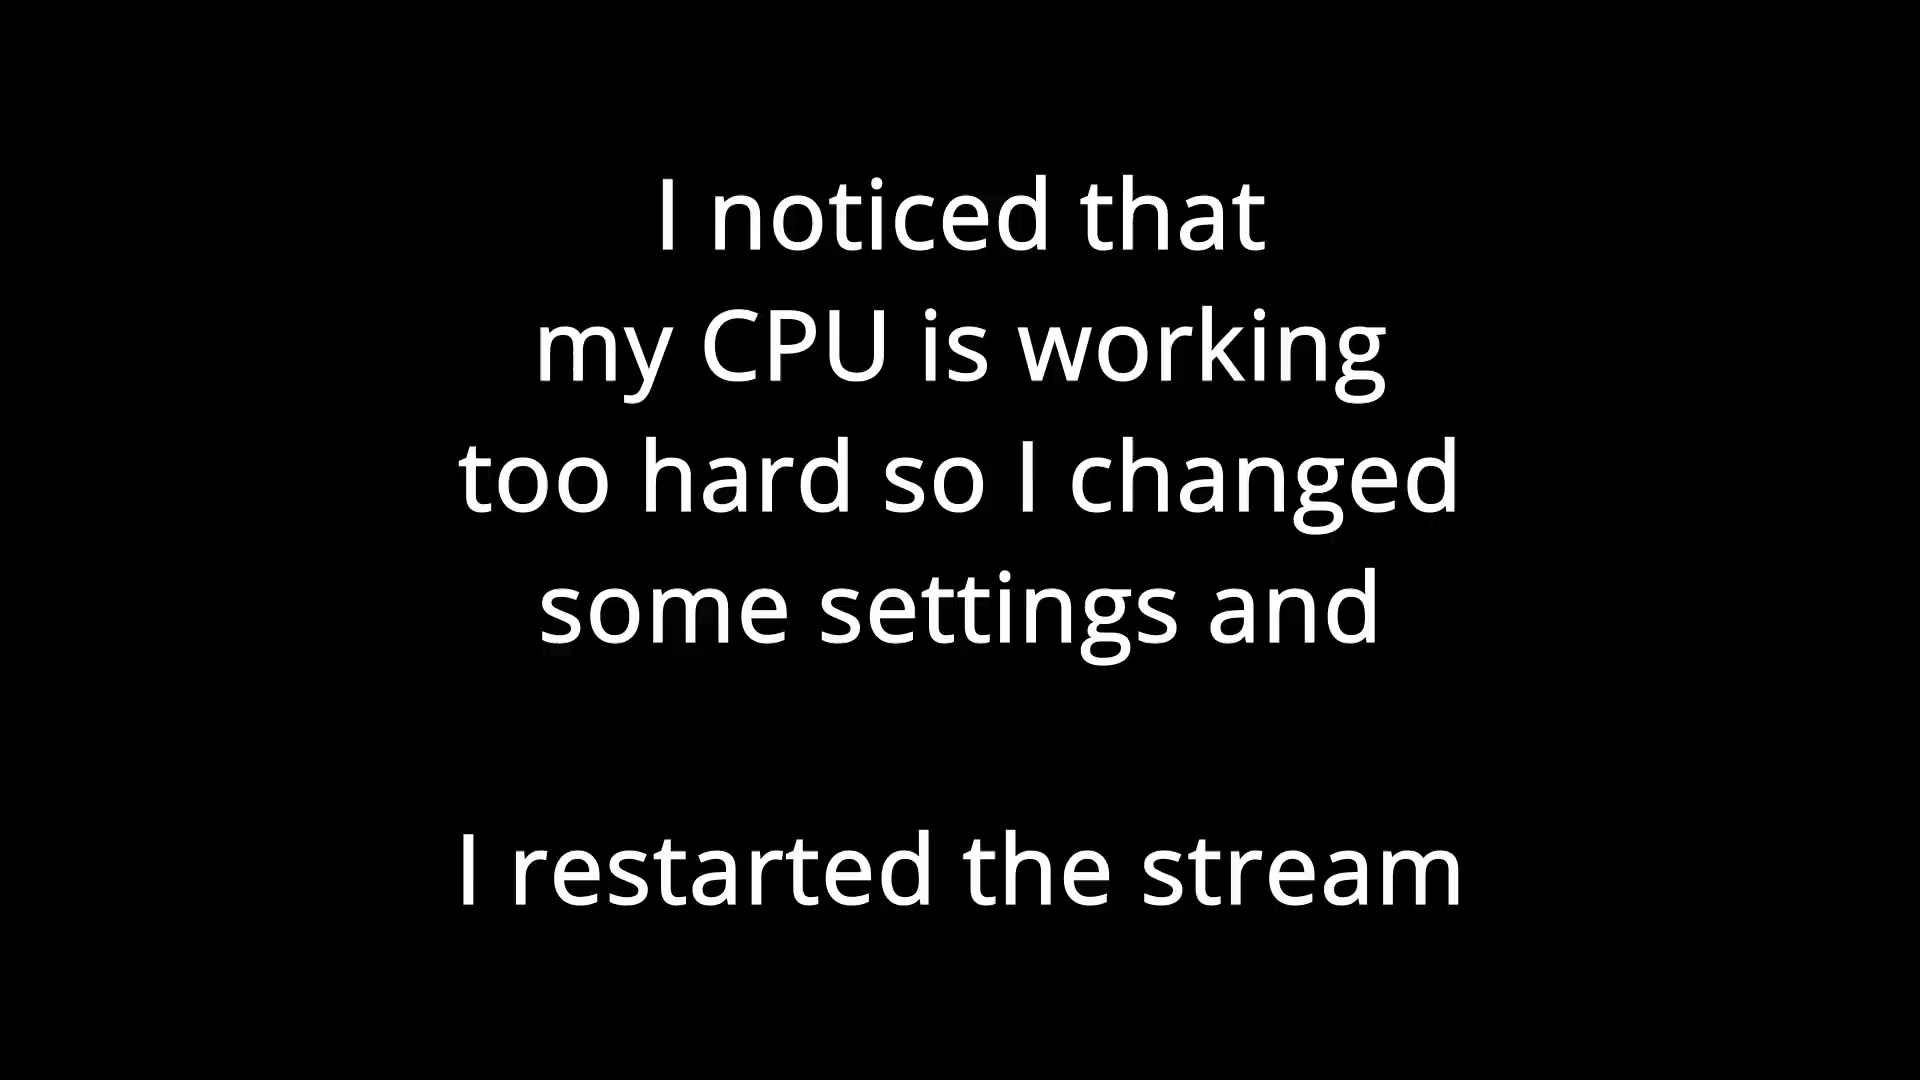 I noticed that
my CPU is working
too hard so I changed
some settings and
I restarted the stream